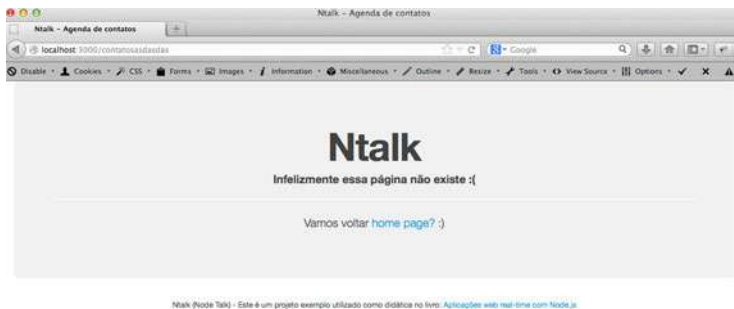 Ntalk – Agenda de contatos
Ntalk – Agenda de contatos
localhost:3000/contatosasdasdas
Google
Disable Cookies CSS Forms Images Information Miscellaneous Outline Resize Tools View Source Options
Ntalk
Infelizmente essa página não existe :(
Vamos voltar home page? :)
Ntalk (Node Talk) - Este é um projeto exemplo utilizado como didática no livro: Aplicações web real-time com Node.js